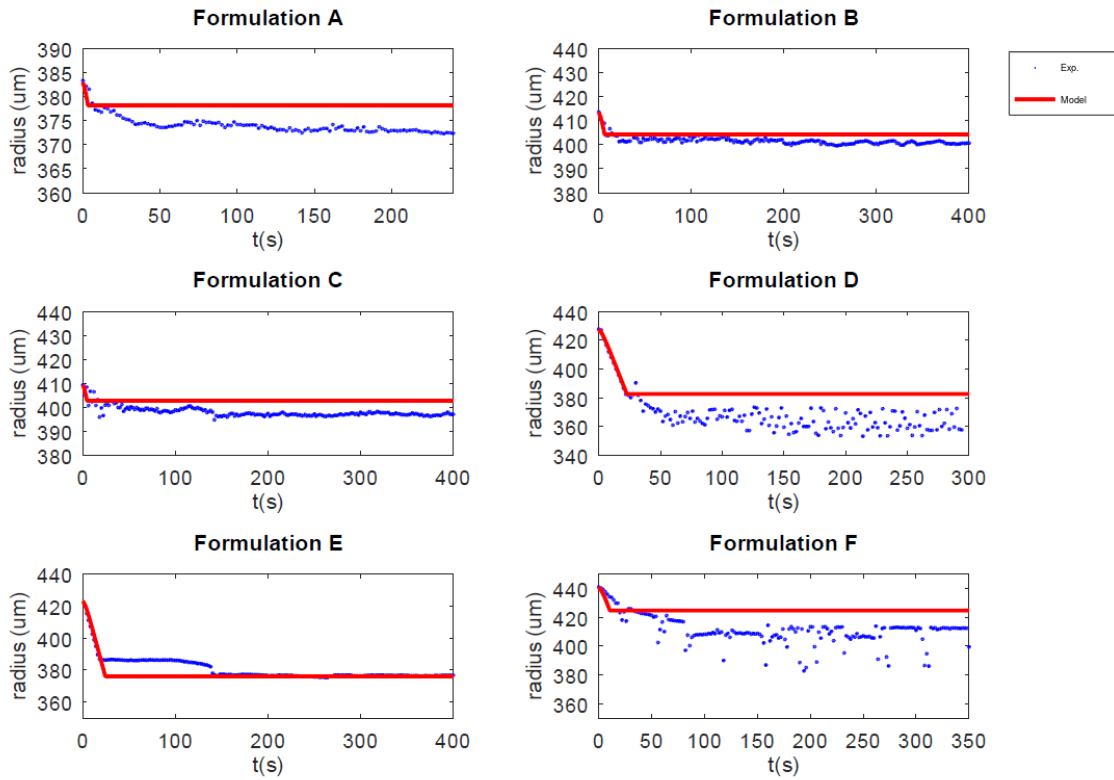 Formulation A
390
385
380
375
370
365
360
radius (um)
0 50 100 150 200
t(s)
Formulation B
440
430
420
410
400
390
380
radius (um)
0 100 200 300 400
t(s)
Exp.
Model
Formulation C
440
430
420
410
400
390
380
radius (um)
0 100 200 300 400
t(s)
Formulation D
440
420
400
380
360
340
radius (um)
0 50 100 150 200 250 300
t(s)
Formulation E
440
420
400
380
360
radius (um)
0 100 200 300 400
t(s)
Formulation F
440
420
400
380
360
radius (um)
0 50 100 150 200 250 300 350
t(s)